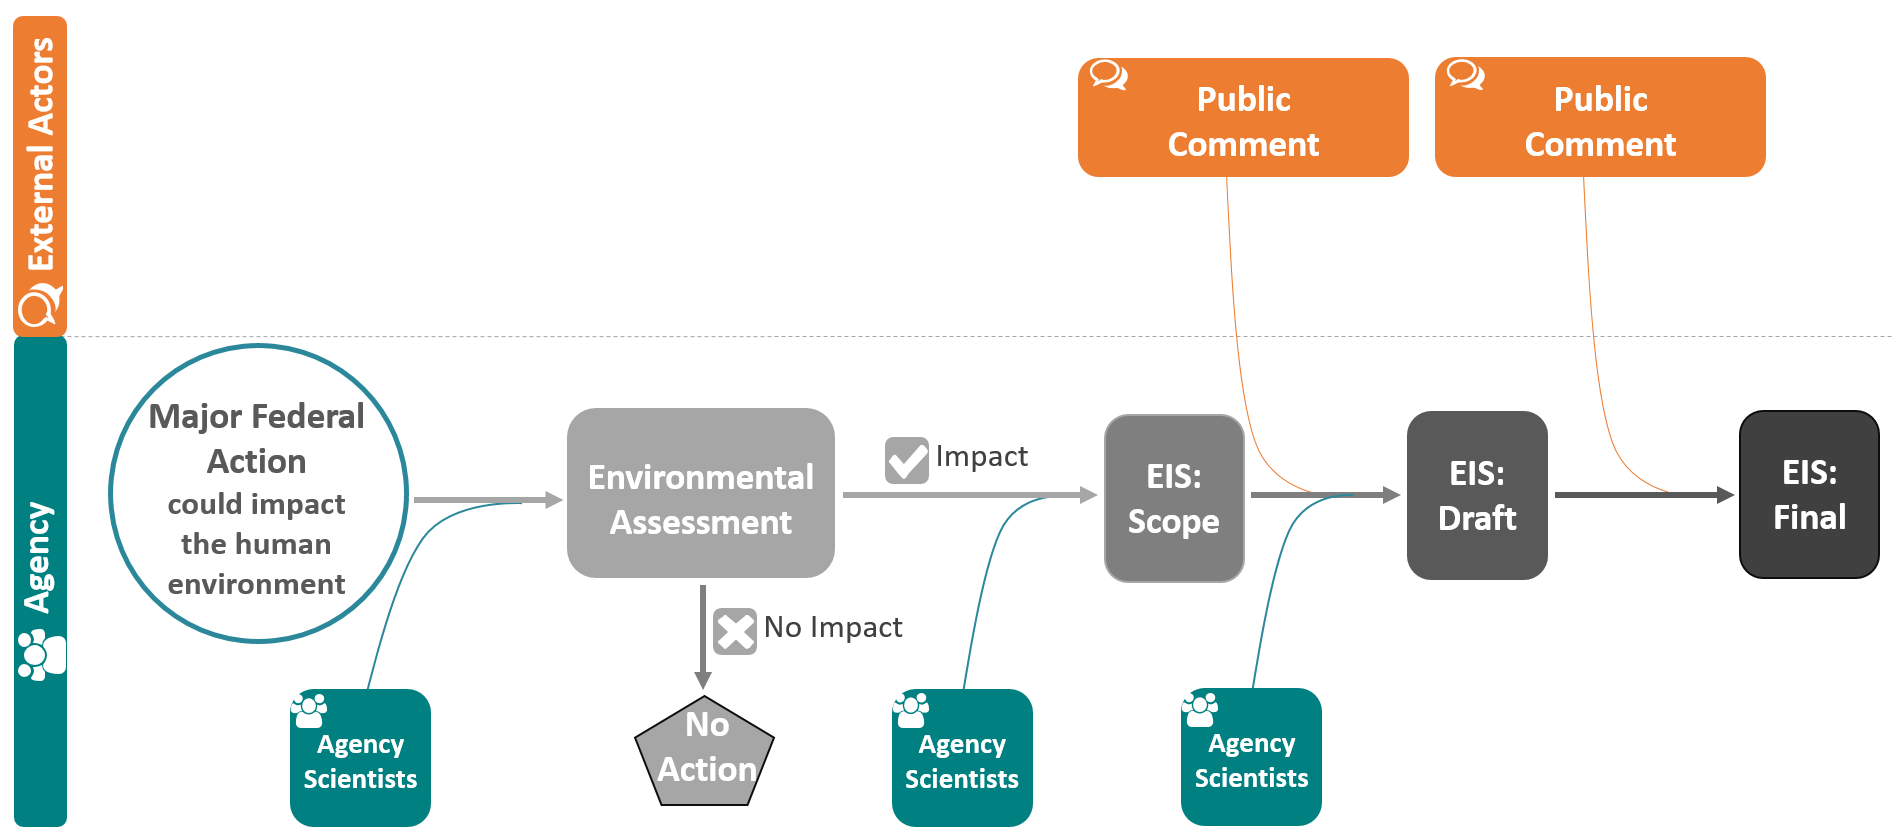 External Actors
Agency
Public
Comment
Public
Comment
Major Federal
Action
could impact
the human
environment
Environmental
Assessment
Impact
EIS:
Scope
EIS:
Draft
EIS:
Final
No Impact
No
Action
Agency
Scientists
Agency
Scientists
Agency
Scientists